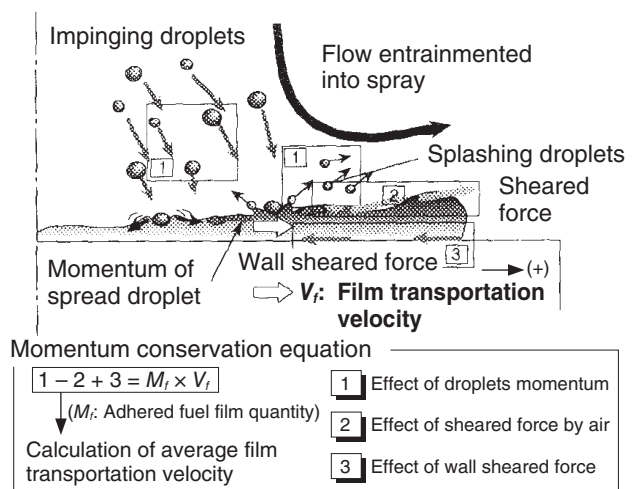 Impinging droplets
Flow entrainmented
into spray
1
1
Splashing droplets
2
Sheared
force
Momentum of
spread droplet
Wall sheared force
3
(+)
V_f: Film transportation
velocity
Momentum conservation equation
1 – 2 + 3 = M_f × V_f
(M_f: Adhered fuel film quantity)
Calculation of average film
transportation velocity
1 Effect of droplets momentum
2 Effect of sheared force by air
3 Effect of wall sheared force